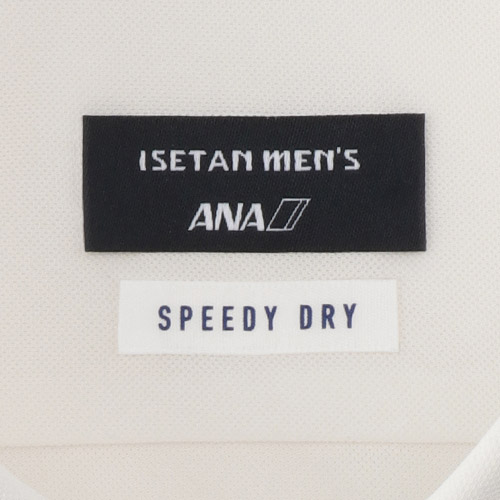 ISETAN MEN'S
ANA
SPEEDY DRY